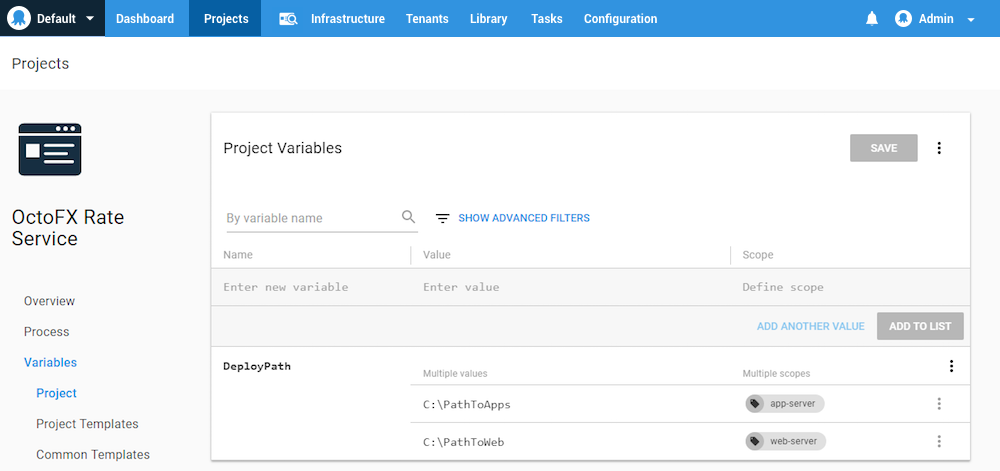 Default Dashboard Projects Infrastructure Tenants Library Tasks Configuration Admin
Projects
OctoFX Rate
Service
Overview
Process
Variables
Project
Project Templates
Common Templates
Project Variables
SAVE
By variable name
SHOW ADVANCED FILTERS
Name Value Scope
Enter new variable Enter value Define scope
ADD ANOTHER VALUE ADD TO LIST
DeployPath
Multiple values Multiple scopes
C:\PathToApps app-server
C:\PathToWeb web-server